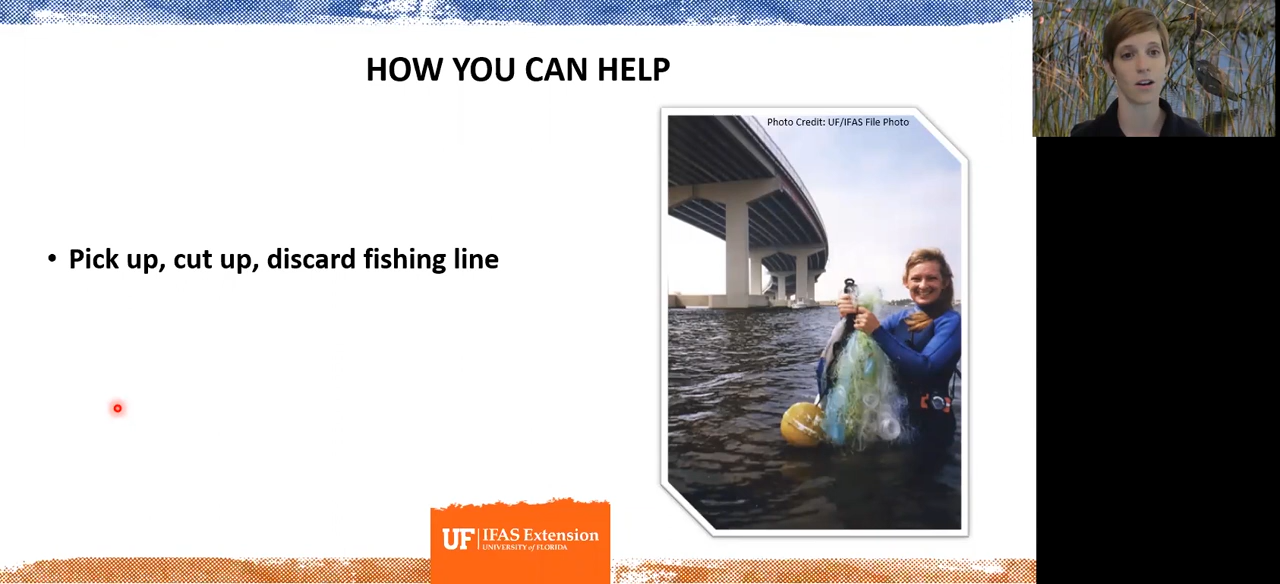 HOW YOU CAN HELP
Photo Credit: UF/IFAS File Photo
• Pick up, cut up, discard fishing line
UF | IFAS Extension
UNIVERSITY of FLORIDA